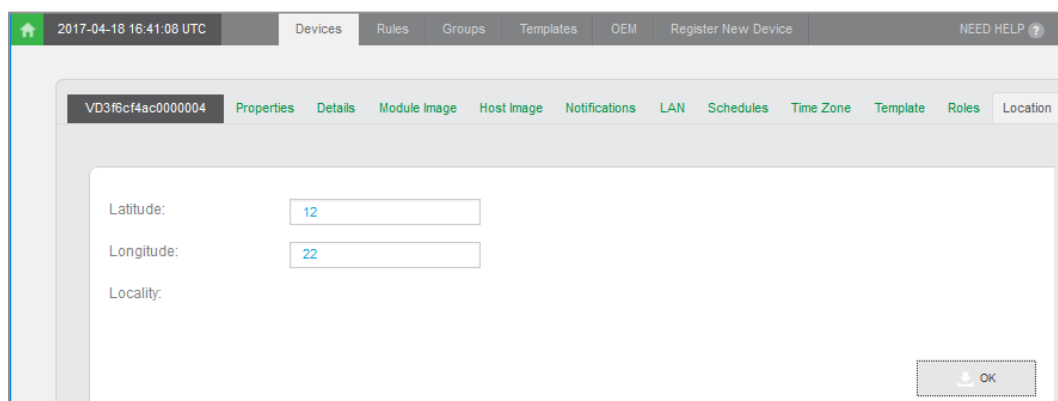 2017-04-18 16:41:08 UTC Devices Rules Groups Templates OEM Register New Device NEED HELP ?
VD3f6cf4ac0000004 Properties Details Module Image Host Image Notifications LAN Schedules Time Zone Template Roles Location
Latitude: 12
Longitude: 22
Locality:
OK